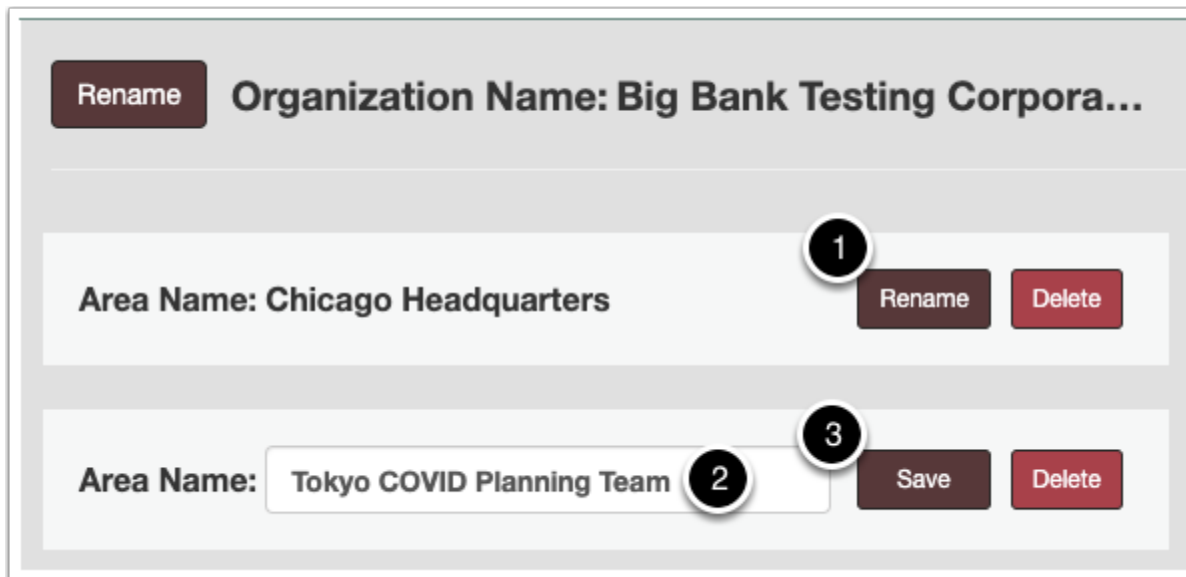 Rename Organization Name: Big Bank Testing Corpora...
1
Area Name: Chicago Headquarters Rename Delete
3
Area Name: Tokyo COVID Planning Team 2 Save Delete